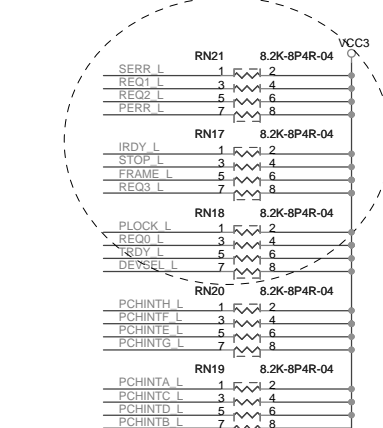 VCC3
RN21 8.2K-8P4R-04
SERR_L 1 2
REQ1_L 3 4
REQ2_L 5 6
PERR_L 7 8
RN17 8.2K-8P4R-04
IRDY_L 1 2
STOP_L 3 4
FRAME_L 5 6
REQ3_L 7 8
RN18 8.2K-8P4R-04
PLOCK_L 1 2
REQ0_L 3 4
TRDY_L 5 6
DEVSEL_L 7 8
RN20 8.2K-8P4R-04
PCHINTH_L 1 2
PCHINTF_L 3 4
PCHINTE_L 5 6
PCHINTG_L 7 8
RN19 8.2K-8P4R-04
PCHINTA_L 1 2
PCHINTC_L 3 4
PCHINTD_L 5 6
PCHINTB_L 7 8